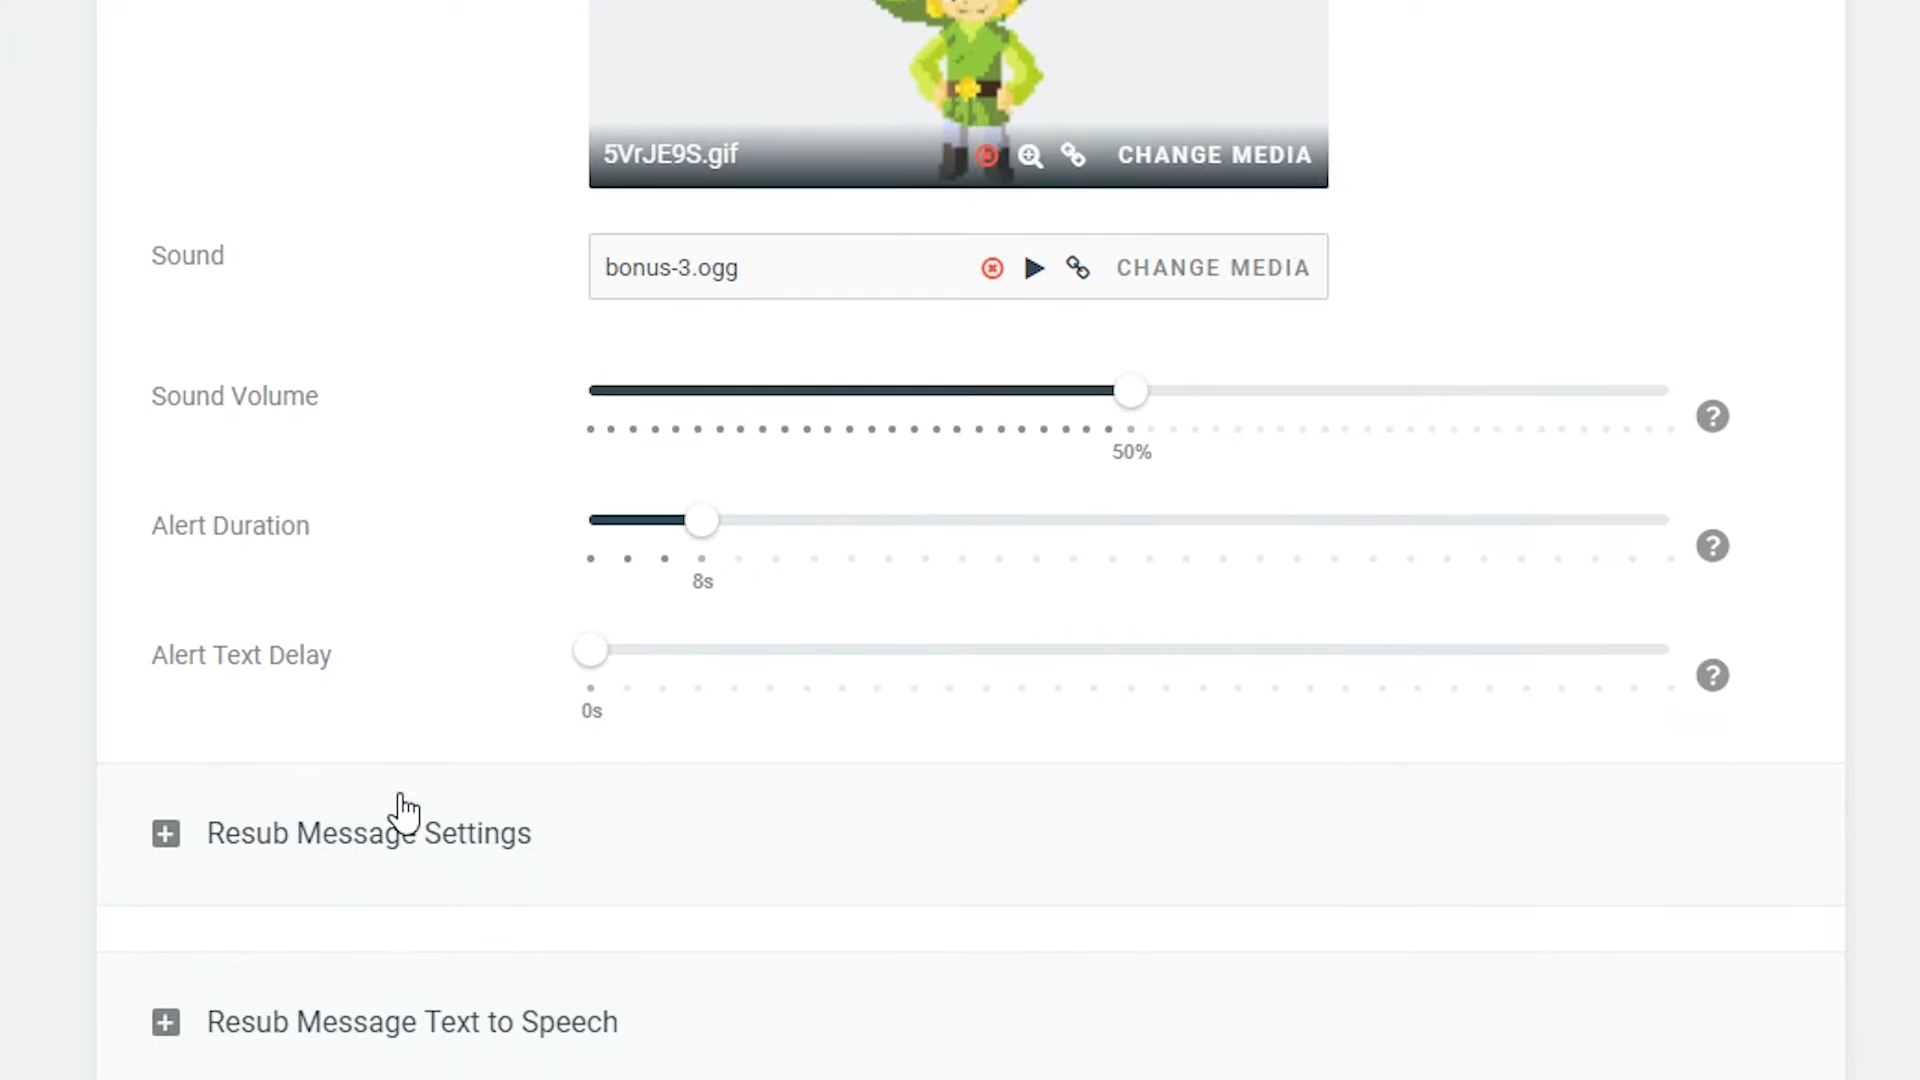 5VrJE9S.gif CHANGE MEDIA
Sound bonus-3.ogg CHANGE MEDIA
Sound Volume
50%
Alert Duration
8s
Alert Text Delay
0s
Resub Message Settings
Resub Message Text to Speech